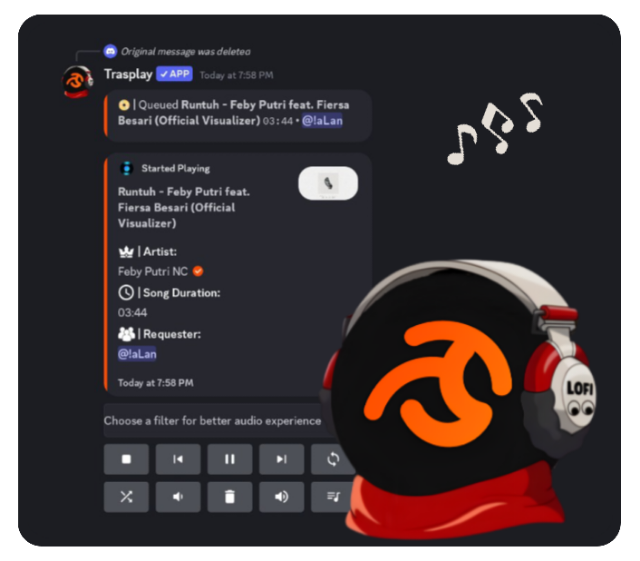 Original message was deleteo
Trasplay ✓ APP Today at 7:58 PM
| Queued Runtuh - Feby Putri feat. Fiersa
Besari (Official Visualizer) 03:44 • @!aLan
Started Playing
Runtuh - Feby Putri feat.
Fiersa Besari (Official
Visualizer)
| Artist:
Feby Putri NC
| Song Duration:
03:44
| Requester:
@!aLan
Today at 7:58 PM
Choose a filter for better audio experience
LOFI